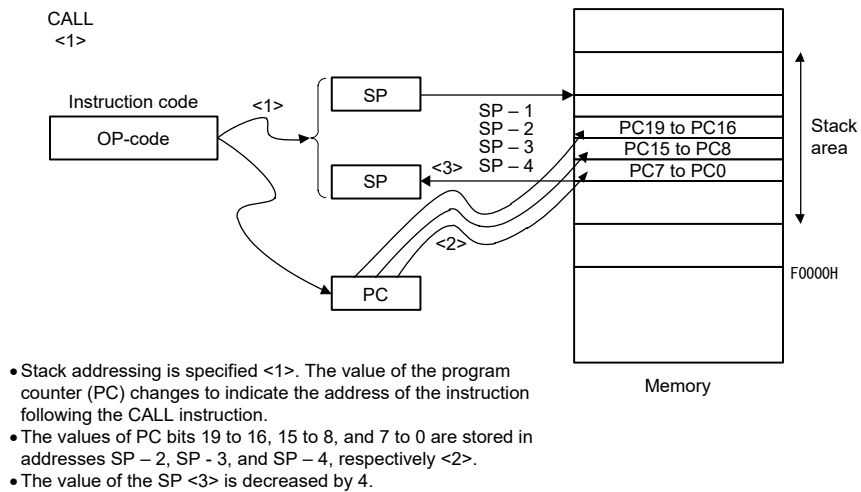 CALL
<1>
Instruction code
OP-code
<1>
SP
SP
<3>
PC
<2>
SP – 1
SP – 2
SP – 3
SP – 4
PC19 to PC16
PC15 to PC8
PC7 to PC0
Stack
area
F0000H
Memory
• Stack addressing is specified <1>. The value of the program
counter (PC) changes to indicate the address of the instruction
following the CALL instruction.
• The values of PC bits 19 to 16, 15 to 8, and 7 to 0 are stored in
addresses SP – 2, SP - 3, and SP – 4, respectively <2>.
• The value of the SP <3> is decreased by 4.